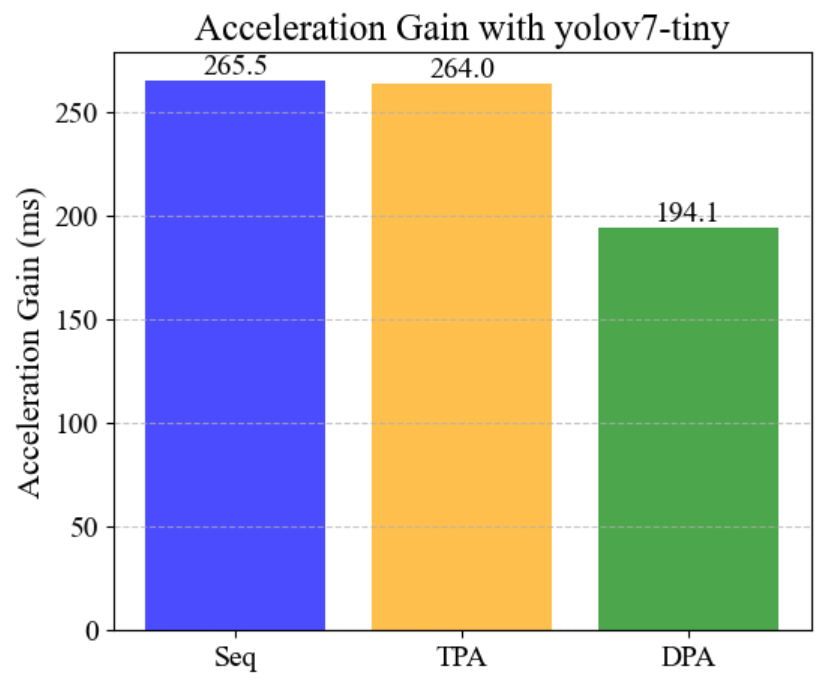 Acceleration Gain with yolov7-tiny
265.5
264.0
194.1
Acceleration Gain (ms)
250
200
150
100
50
0
Seq
TPA
DPA